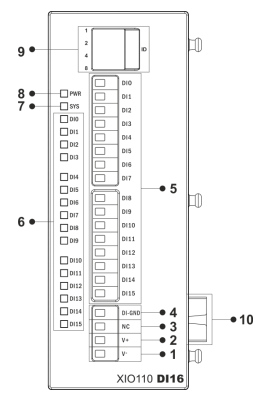 1
2
4
8
ID
9
8
PWR
7
SYS
DI0
DI1
DI2
DI3
DI4
DI5
DI6
DI7
DI8
DI9
DI10
DI11
DI12
DI13
DI14
DI15
6
DI0
DI1
DI2
DI3
DI4
DI5
DI6
DI7
DI8
DI9
DI10
DI11
DI12
DI13
DI14
DI15
5
DI-GND 4
NC 3
V+ 2
V- 1
10
XIO110 DI16